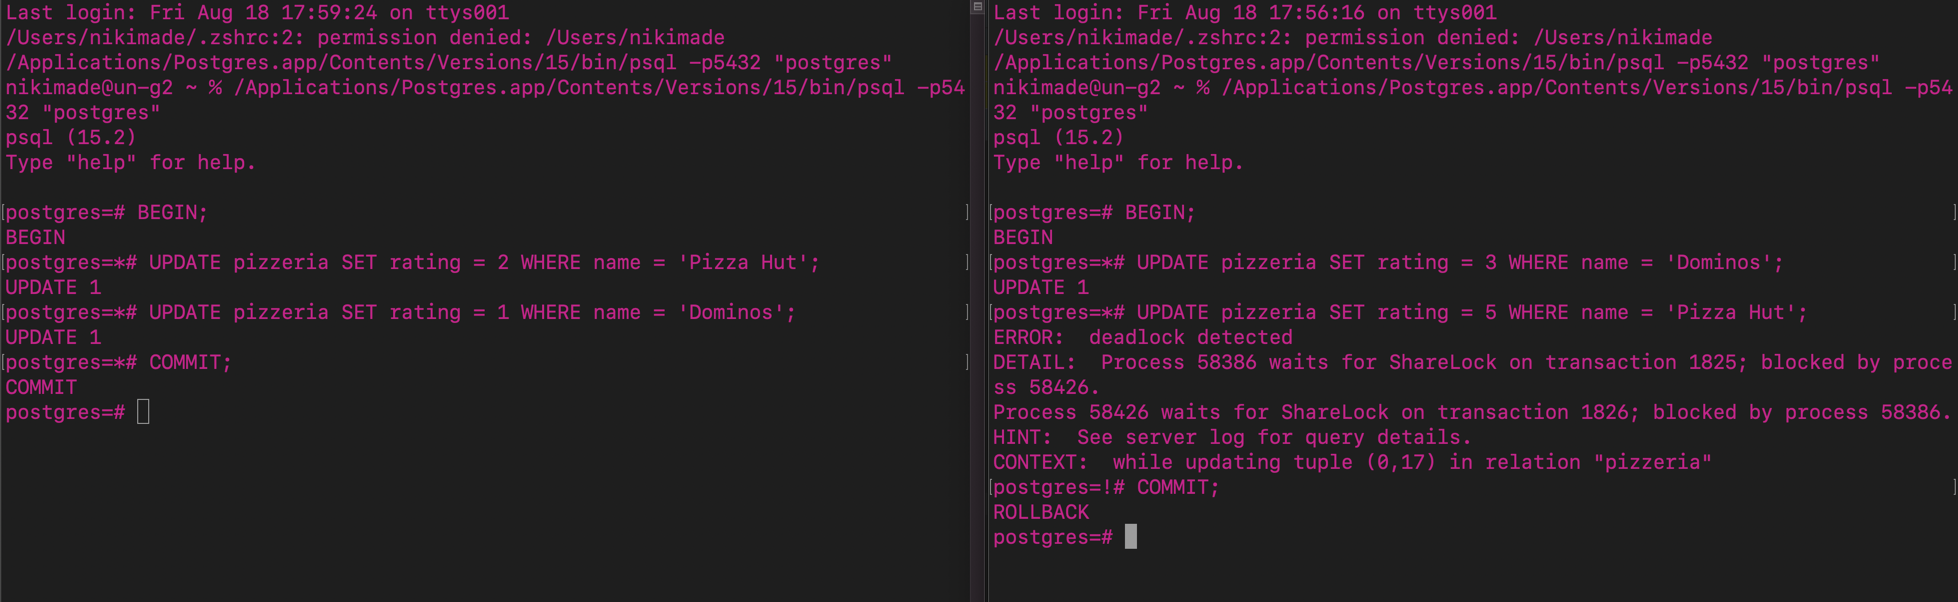 Last login: Fri Aug 18 17:59:24 on ttys001
/Users/nikimade/.zshrc:2: permission denied: /Users/nikimade
/Applications/Postgres.app/Contents/Versions/15/bin/psql -p5432 "postgres"
nikimade@un-g2 ~ % /Applications/Postgres.app/Contents/Versions/15/bin/psql -p54
32 "postgres"
psql (15.2)
Type "help" for help.
[postgres=# BEGIN; ]
BEGIN
[postgres=*# UPDATE pizzeria SET rating = 2 WHERE name = 'Pizza Hut'; ]
UPDATE 1
[postgres=*# UPDATE pizzeria SET rating = 1 WHERE name = 'Dominos'; ]
UPDATE 1
[postgres=*# COMMIT; ]
COMMIT
postgres=#
Last login: Fri Aug 18 17:56:16 on ttys001
/Users/nikimade/.zshrc:2: permission denied: /Users/nikimade
/Applications/Postgres.app/Contents/Versions/15/bin/psql -p5432 "postgres"
nikimade@un-g2 ~ % /Applications/Postgres.app/Contents/Versions/15/bin/psql -p54
32 "postgres"
psql (15.2)
Type "help" for help.
[postgres=# BEGIN; ]
BEGIN
[postgres=*# UPDATE pizzeria SET rating = 3 WHERE name = 'Dominos'; ]
UPDATE 1
[postgres=*# UPDATE pizzeria SET rating = 5 WHERE name = 'Pizza Hut'; ]
ERROR:  deadlock detected
DETAIL:  Process 58386 waits for ShareLock on transaction 1825; blocked by proce
ss 58426.
Process 58426 waits for ShareLock on transaction 1826; blocked by process 58386.
HINT:  See server log for query details.
CONTEXT:  while updating tuple (0,17) in relation "pizzeria"
[postgres=!# COMMIT; ]
ROLLBACK
postgres=#